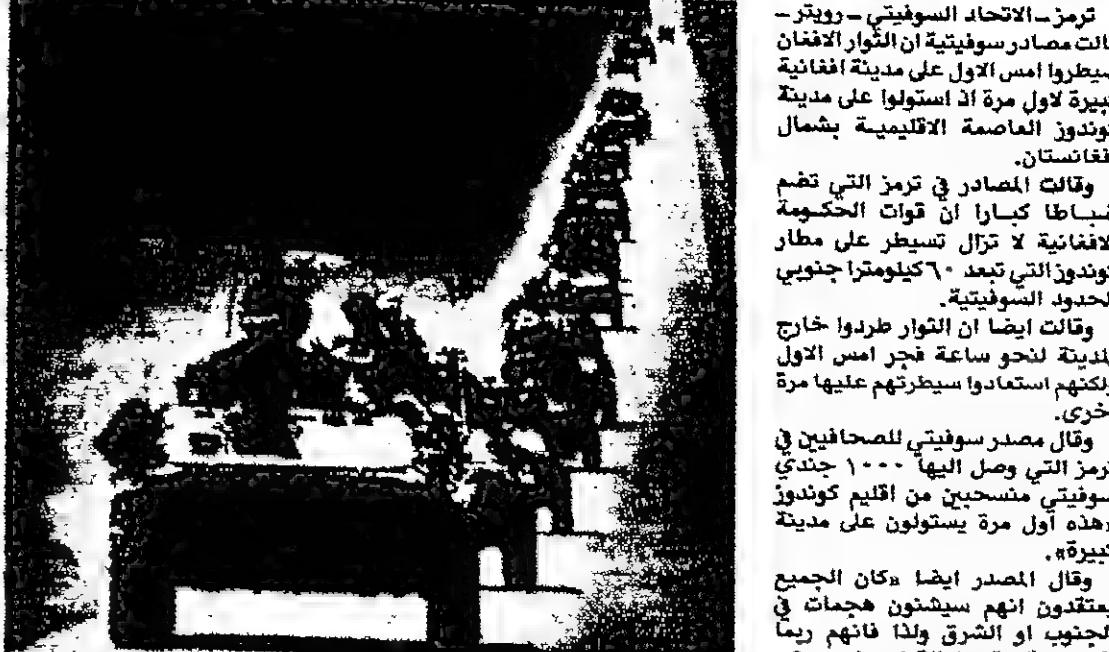 ترمز ـ الاتحاد السوفيتي ـ رويتر ـ
قالت مصادر سوفيتية ان الثوار الافغان
سيطروا امس الاول على مدينة افغانية
كبيرة لاول مرة اذ استولوا على مدينة
كوندوز العاصمة الاقليمية بشمال
افغانستان.
وقالت المصادر في ترمز التي تضم
ضباطا كبارا ان قوات الحكومة
الافغانية لا تزال تسيطر على مطار
كوندوز التي تبعد ٦٠ كيلومترا جنوبي
الحدود السوفيتية.
وقالت ايضا ان الثوار طردوا خارج
المدينة لنحو ساعة فجر امس الاول
لكنهم استعادوا سيطرتهم عليها مرة
اخرى.
وقال مصدر سوفيتي للصحافيين في
ترمز التي وصل اليها ١٠٠٠ جندي
سوفيتي منسحبين من اقليم كوندوز
«هذه أول مرة يستولون على مدينة
كبيرة».
وقال المصدر ايضا «كان الجميع
يعتقدون انهم سيشنون هجمات في
الجنوب او الشرق ولذا فانهم ربما